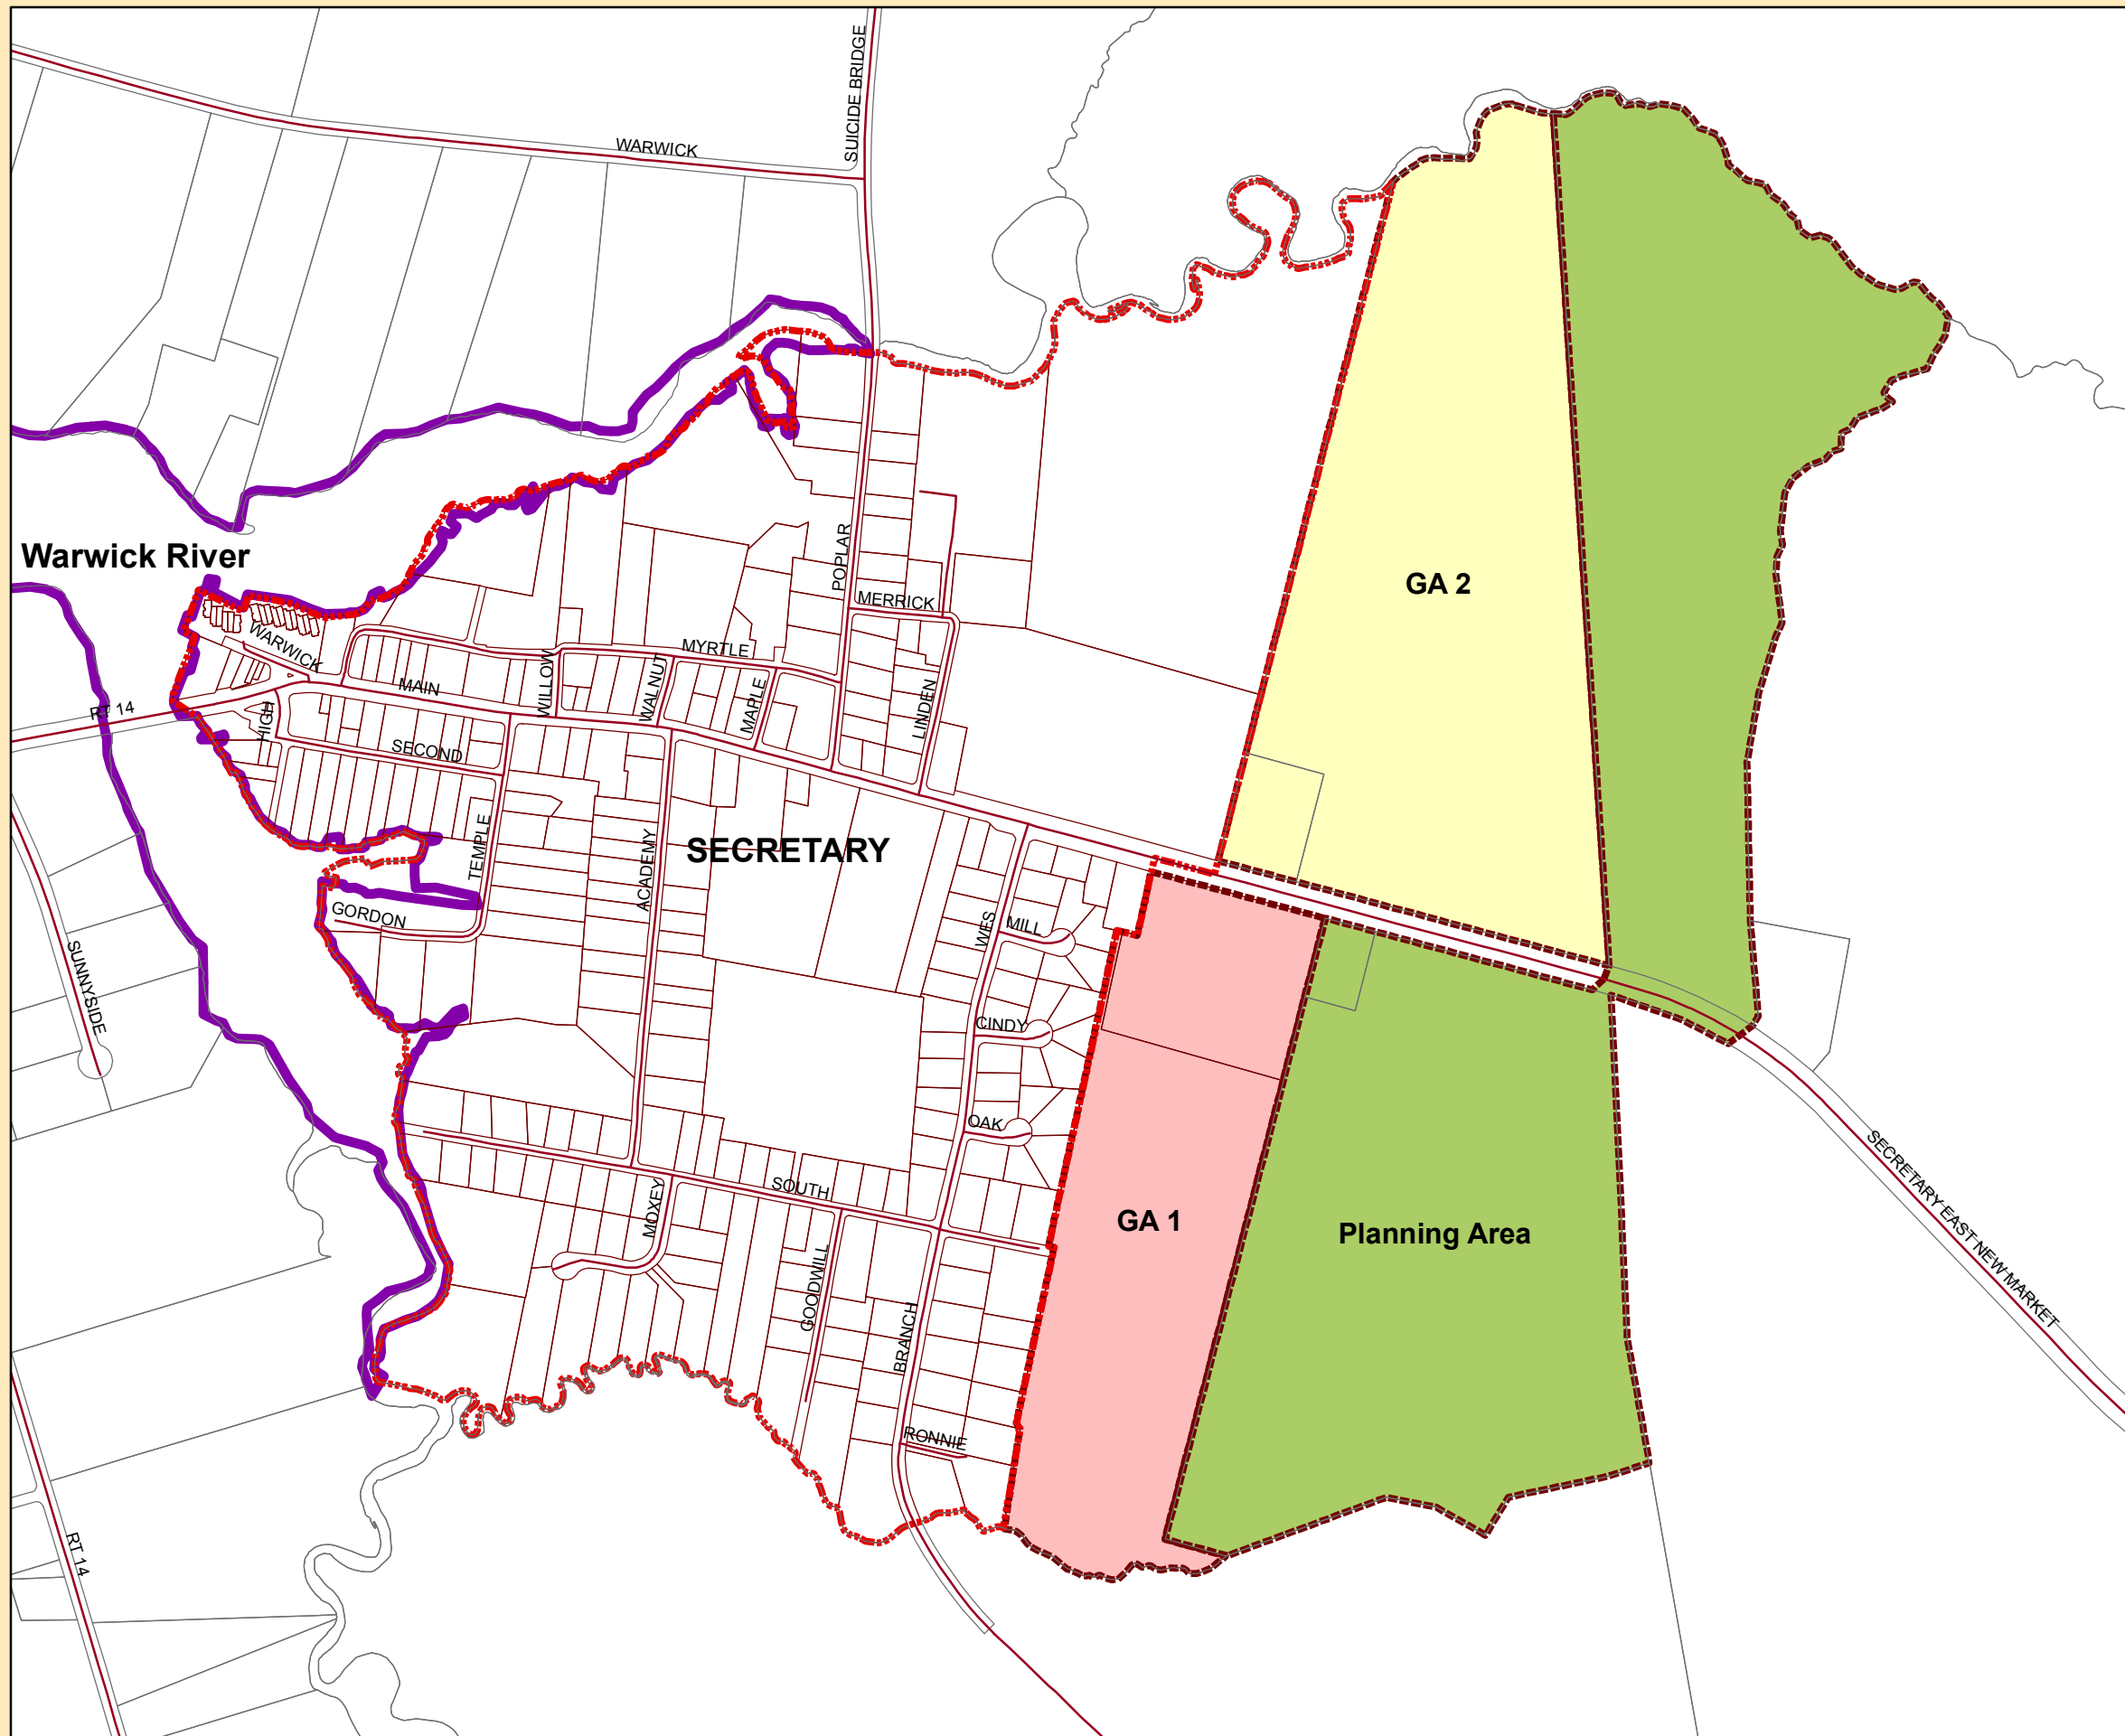 SUICIDE BRIDGE
WARWICK
Warwick River
POPLAR
GA 2
MERRICK
WARWICK
MYRTLE
WILLOW
WALNUT
MAPLE
LINDEN
MAIN
RT 14
HIGH
SECOND
TEMPLE
ACADEMY
SECRETARY
GORDON
WES
MILL
SUNNYSIDE
CINDY
OAK
SOUTH
MOXEY
GA 1
Planning Area
SECRETARY EAST NEW MARKET
GOODWILL
BRANCH
RONNIE
RT 14